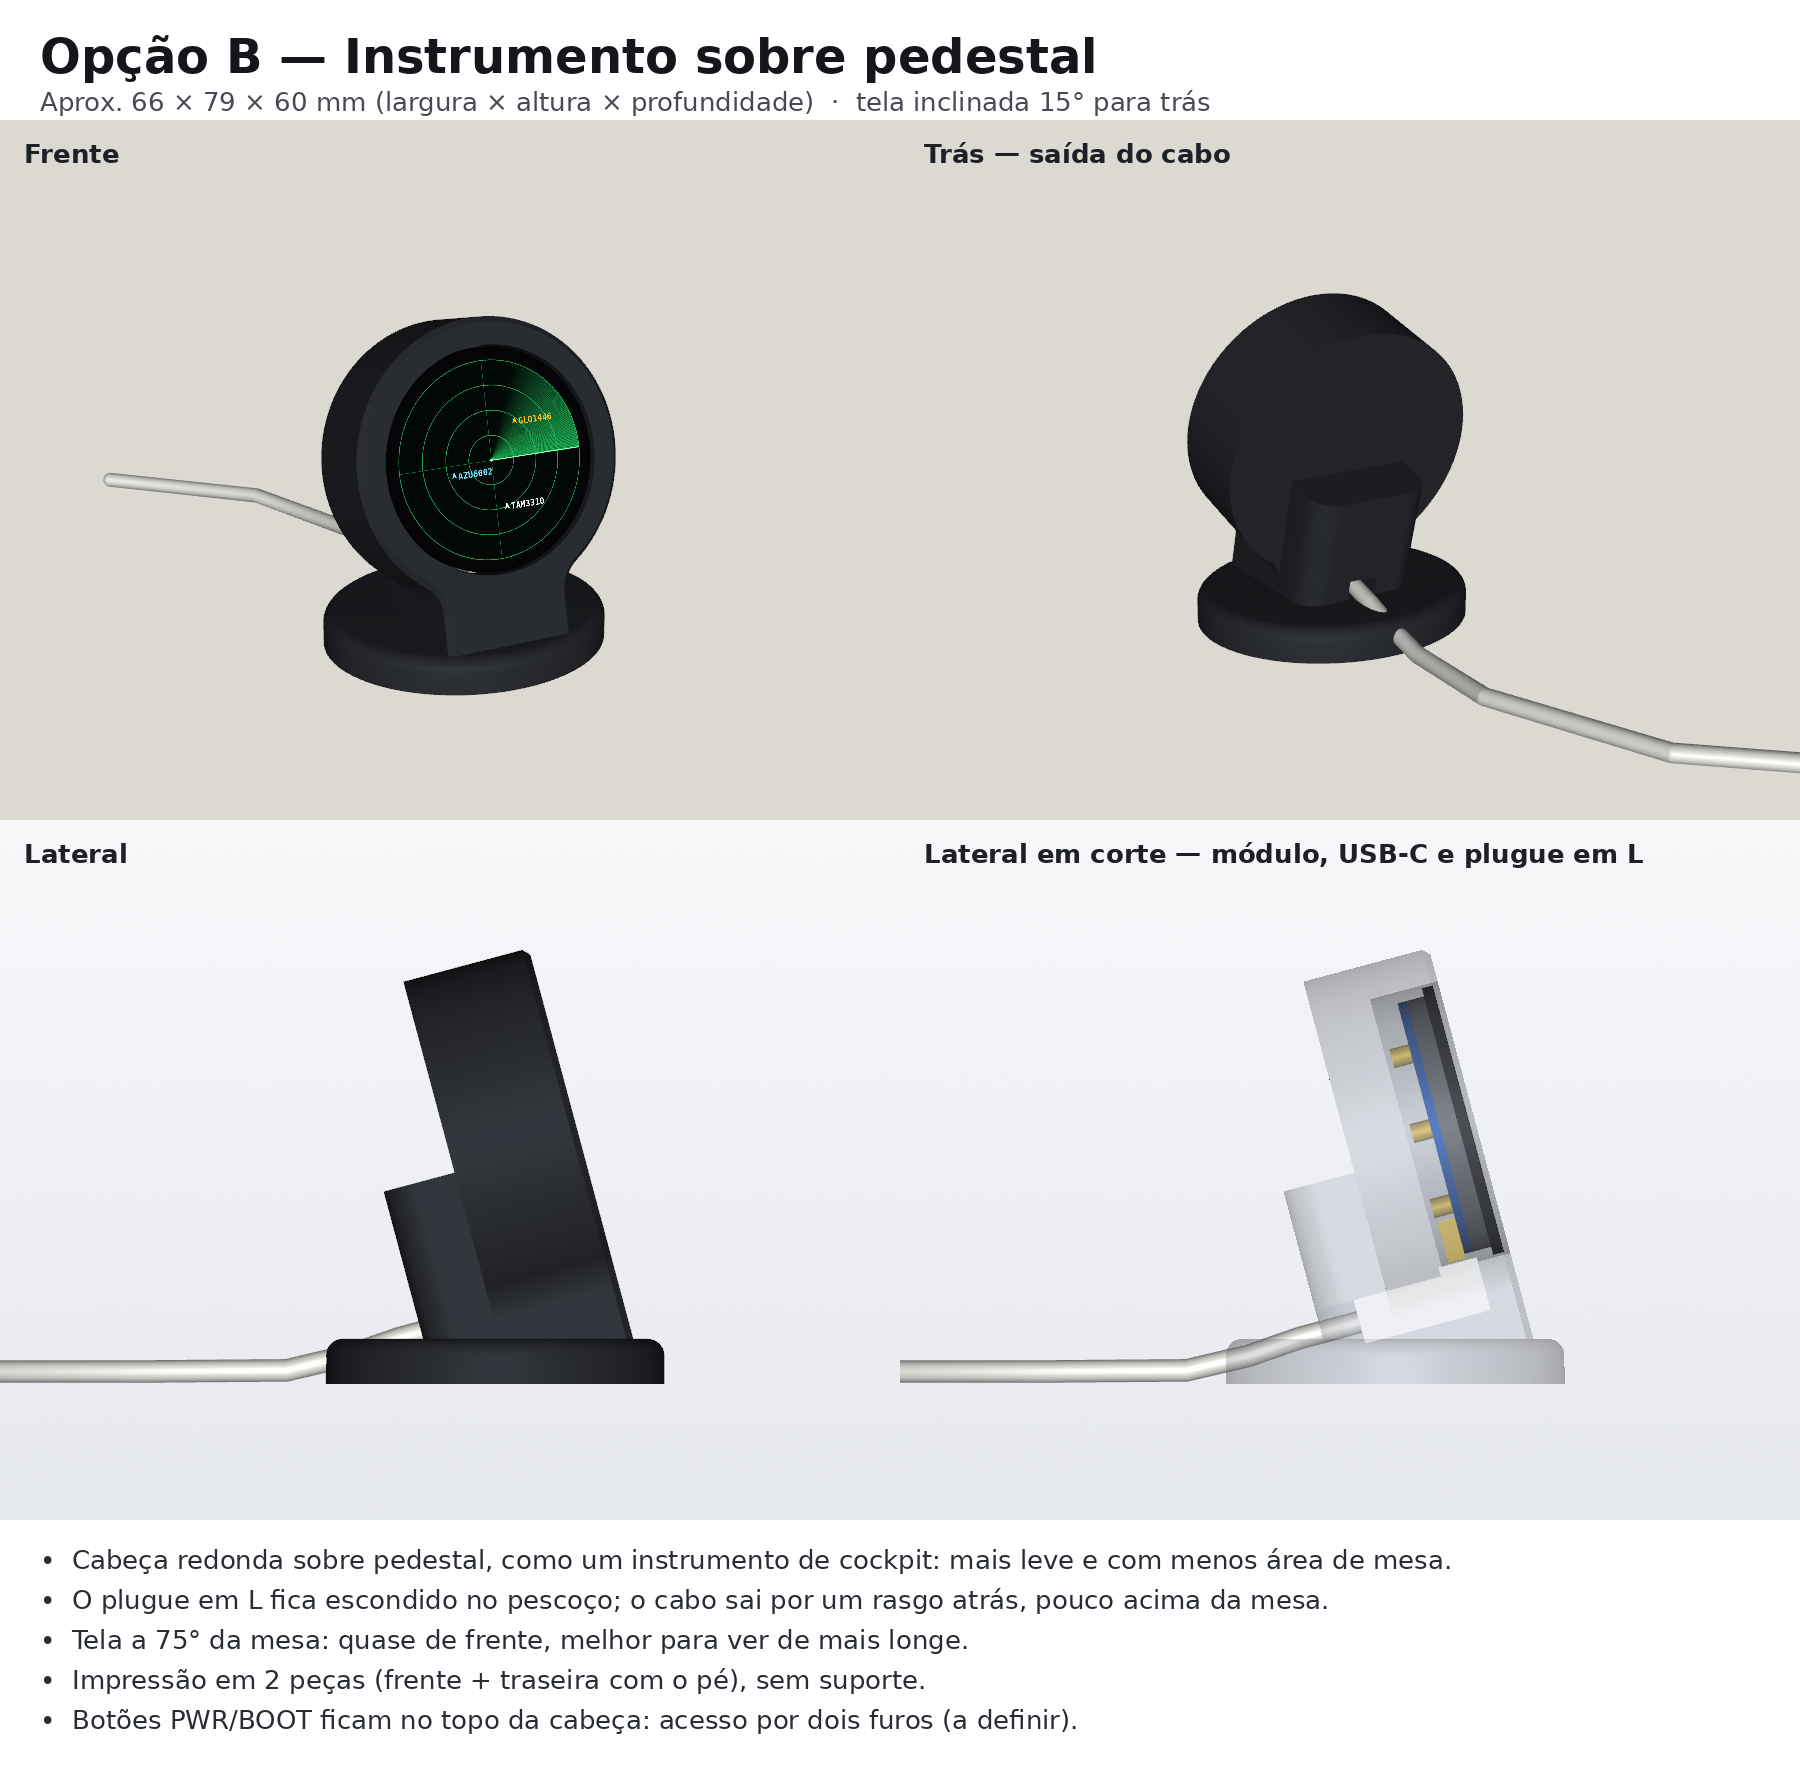 Opção B — Instrumento sobre pedestal
Aprox. 66 × 79 × 60 mm (largura × altura × profundidade)  ·  tela inclinada 15° para trás
Frente
Trás — saída do cabo
GLO1446
AZU6002
TAM3310
Lateral
Lateral em corte — módulo, USB-C e plugue em L
• Cabeça redonda sobre pedestal, como um instrumento de cockpit: mais leve e com menos área de mesa.
• O plugue em L fica escondido no pescoço; o cabo sai por um rasgo atrás, pouco acima da mesa.
• Tela a 75° da mesa: quase de frente, melhor para ver de mais longe.
• Impressão em 2 peças (frente + traseira com o pé), sem suporte.
• Botões PWR/BOOT ficam no topo da cabeça: acesso por dois furos (a definir).